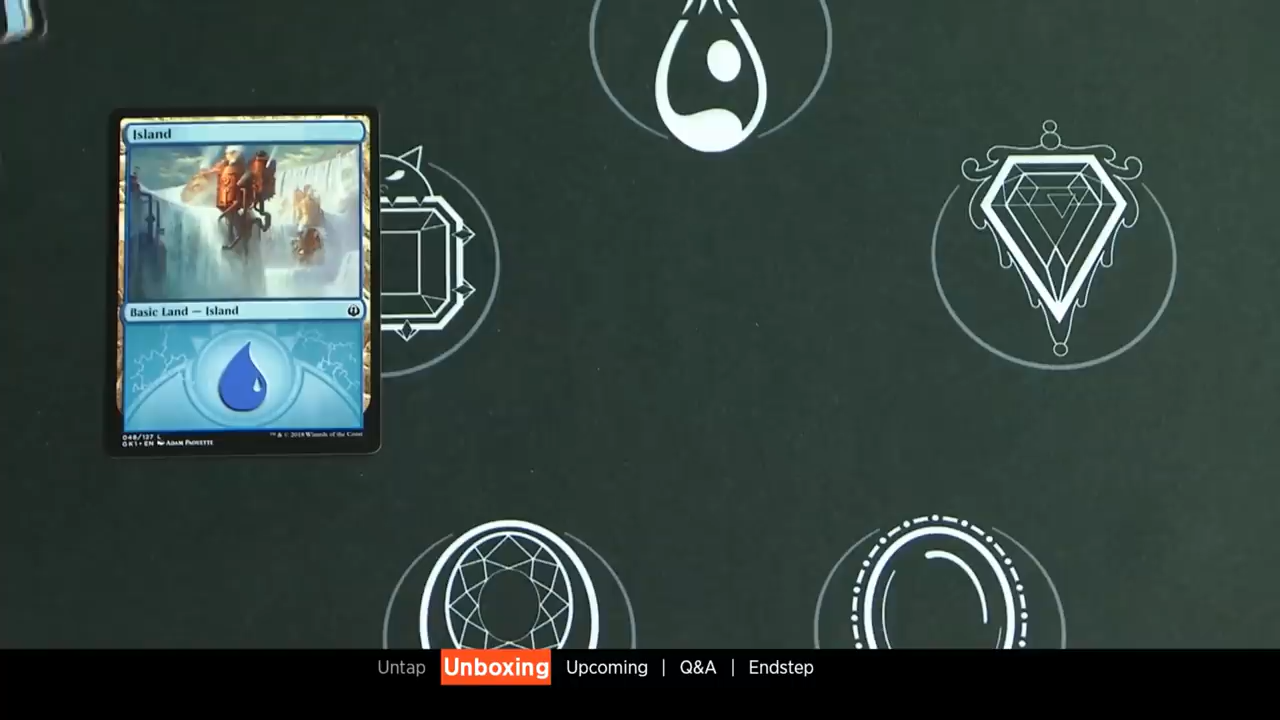 Island
Basic Land — Island
048/127 L
GK1 • EN ADAM PAQUETTE
™ & © 2018 Wizards of the Coast
Untap Unboxing Upcoming | Q&A | Endstep